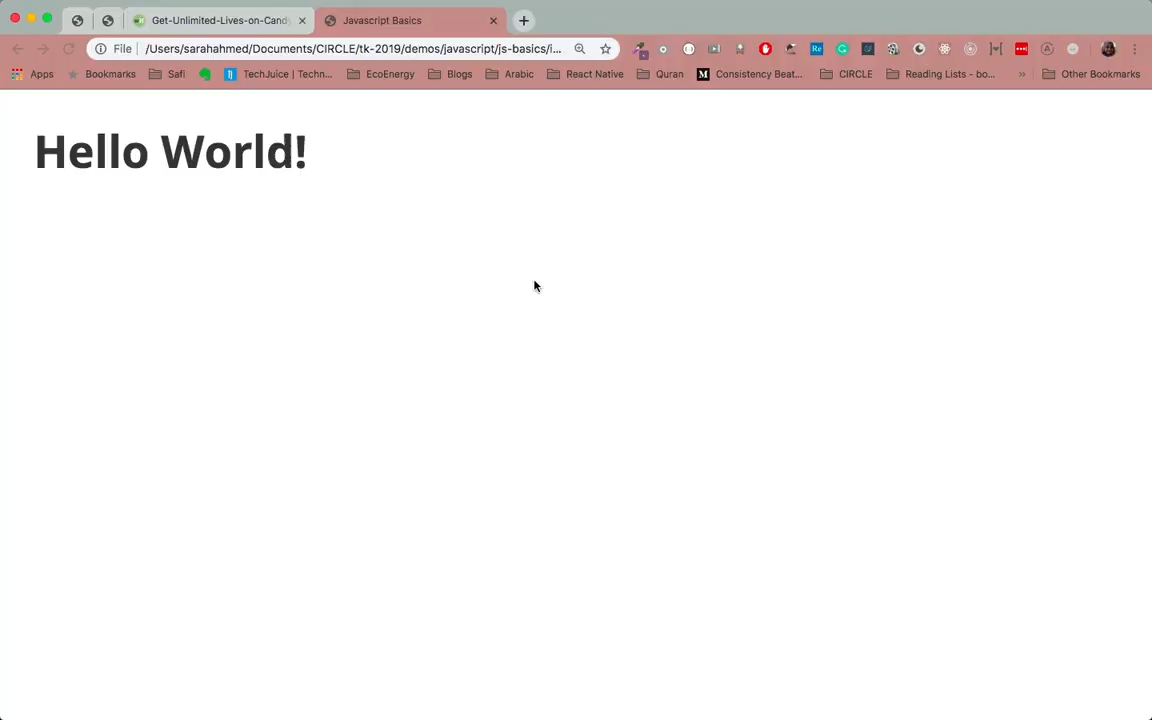 Get-Unlimited-Lives-on-Candy
Javascript Basics
File
/Users/sarahahmed/Documents/CIRCLE/tk-2019/demos/javascript/js-basics/i...
Apps
Bookmarks
Safi
TechJuice | Techn...
EcoEnergy
Blogs
Arabic
React Native
Quran
M
Consistency Beat...
CIRCLE
Reading Lists - bo...
»
Other Bookmarks
Hello World!